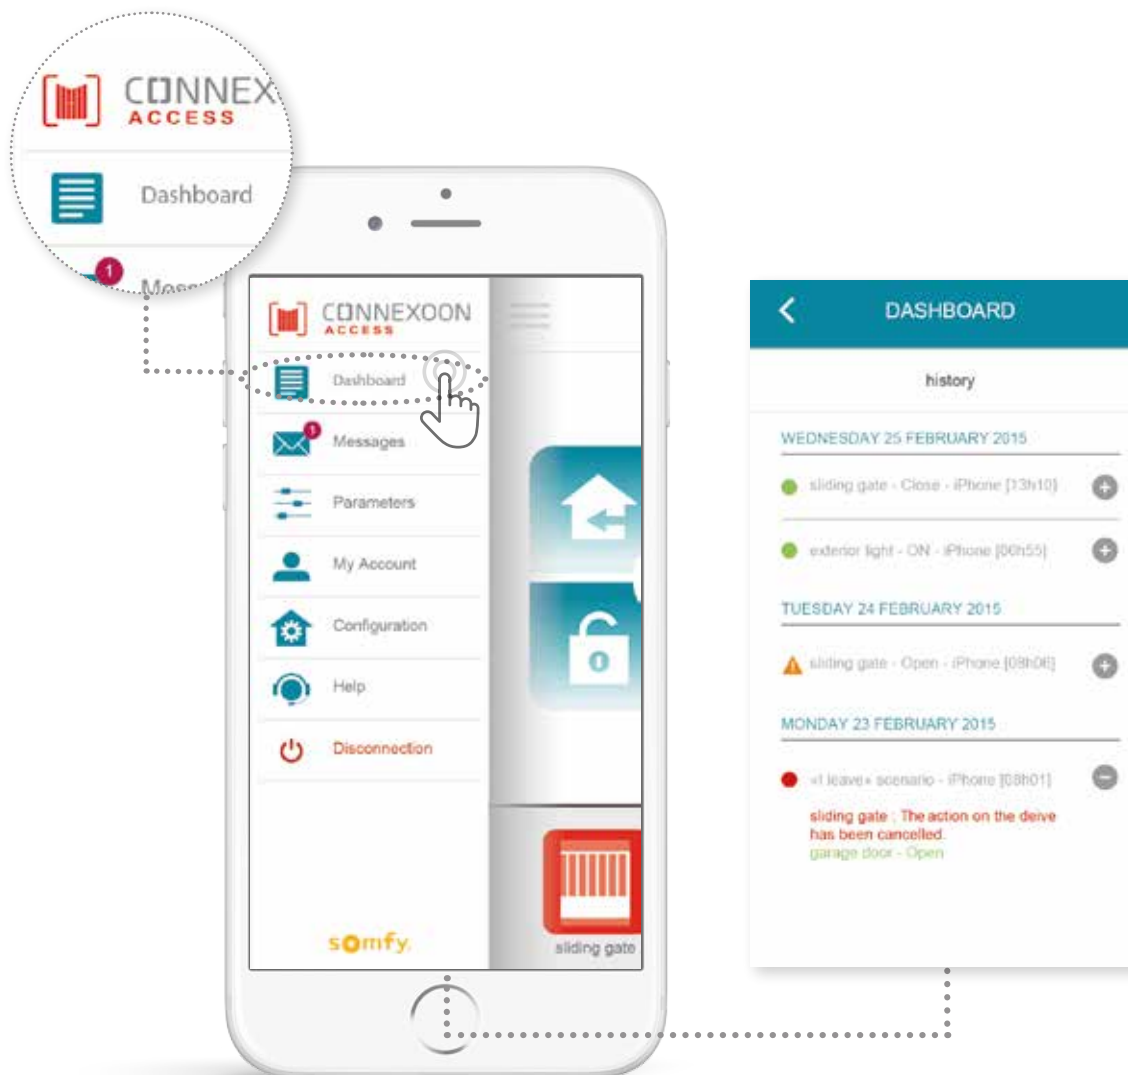 CONNEX
ACCESS
Dashboard
1
Mess
CONNEXOON
ACCESS
Dashboard
1
Messages
Parameters
My Account
Configuration
Help
Disconnection
somfy.
sliding gate
DASHBOARD
history
WEDNESDAY 25 FEBRUARY 2015
sliding gate - Close - iPhone [13h10]
exterior light - ON - iPhone [00h55]
TUESDAY 24 FEBRUARY 2015
sliding gate - Open - iPhone [08h06]
MONDAY 23 FEBRUARY 2015
«I leave» scenario - iPhone [08h01]
sliding gate : The action on the deive
has been cancelled.
garage door - Open